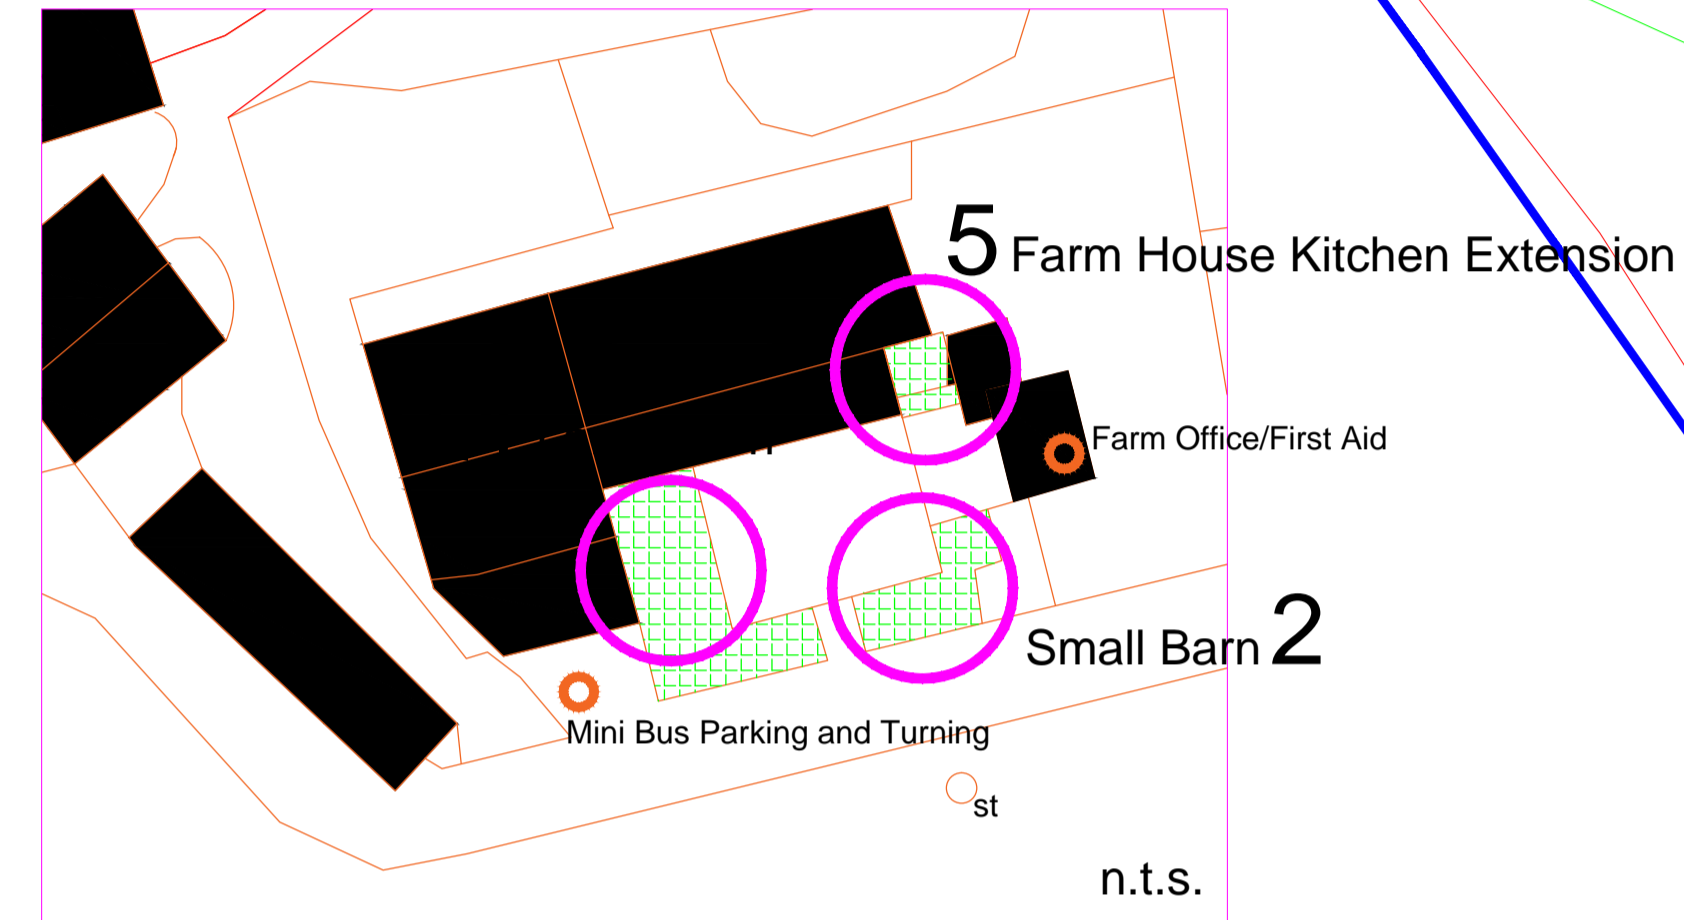 5 Farm House Kitchen Extension
Farm Office/First Aid
Small Barn 2
Mini Bus Parking and Turning
st
n.t.s.